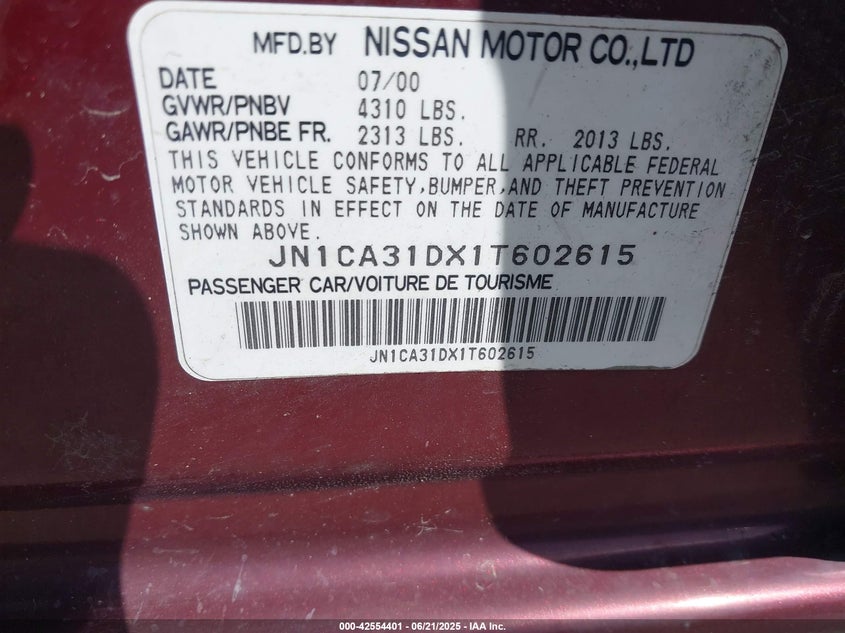 MFD.BY NISSAN MOTOR CO.,LTD
DATE 07/00
GVWR/PNBV 4310 LBS.
GAWR/PNBE FR. 2313 LBS. RR. 2013 LBS.
THIS VEHICLE CONFORMS TO ALL APPLICABLE FEDERAL
MOTOR VEHICLE SAFETY,BUMPER,AND THEFT PREVENTION
STANDARDS IN EFFECT ON THE DATE OF MANUFACTURE
SHOWN ABOVE.
JN1CA31DX1T602615
PASSENGER CAR/VOITURE DE TOURISME
JN1CA31DX1T602615
000-42554401 - 06/21/2025 - IAA Inc.